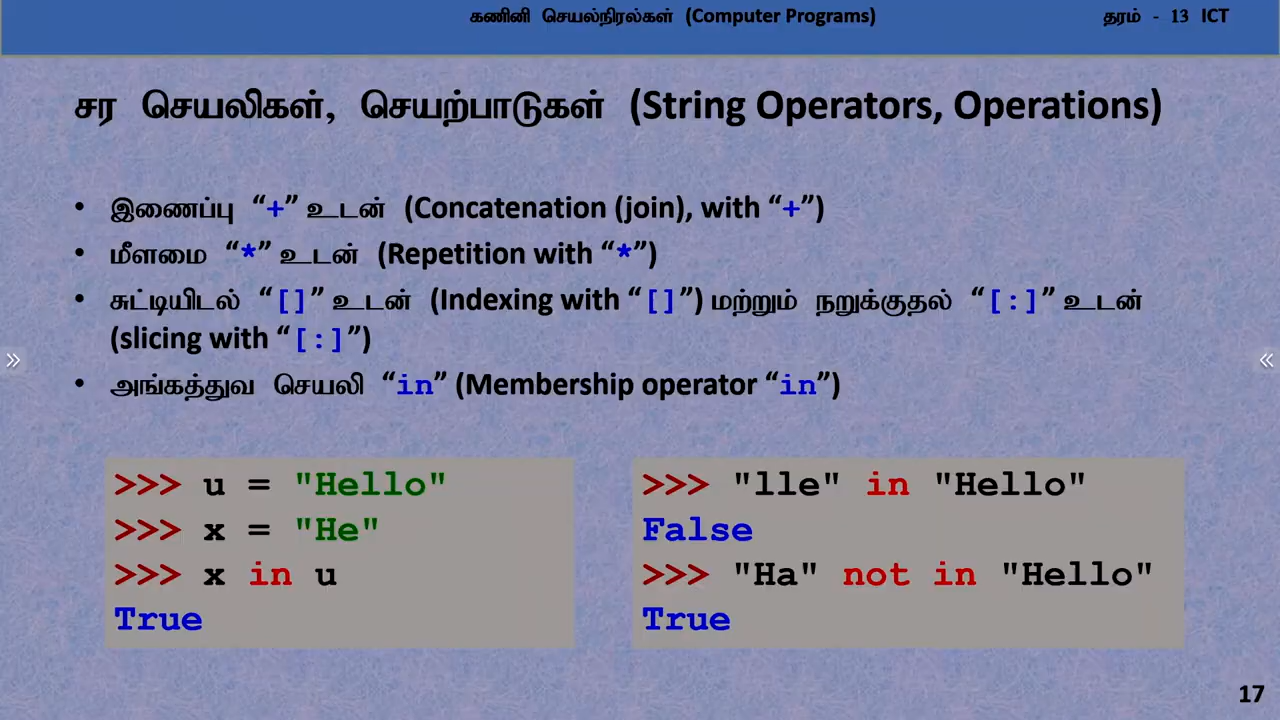 கணினி செயல்நிரல்கள் (Computer Programs) தரம் - 13 ICT
சர செயலிகள், செயற்பாடுகள் (String Operators, Operations)
• இணைப்பு “+” உடன் (Concatenation (join), with “+”)
• மீளமை “*” உடன் (Repetition with “*”)
• சுட்டியிடல் “[]” உடன் (Indexing with “[]”) மற்றும் நறுக்குதல் “[:]” உடன்
(slicing with “[:]”)
• அங்கத்துவ செயலி “in” (Membership operator “in”)
>>> u = "Hello"
>>> x = "He"
>>> x in u
True
>>> "lle" in "Hello"
False
>>> "Ha" not in "Hello"
True
17